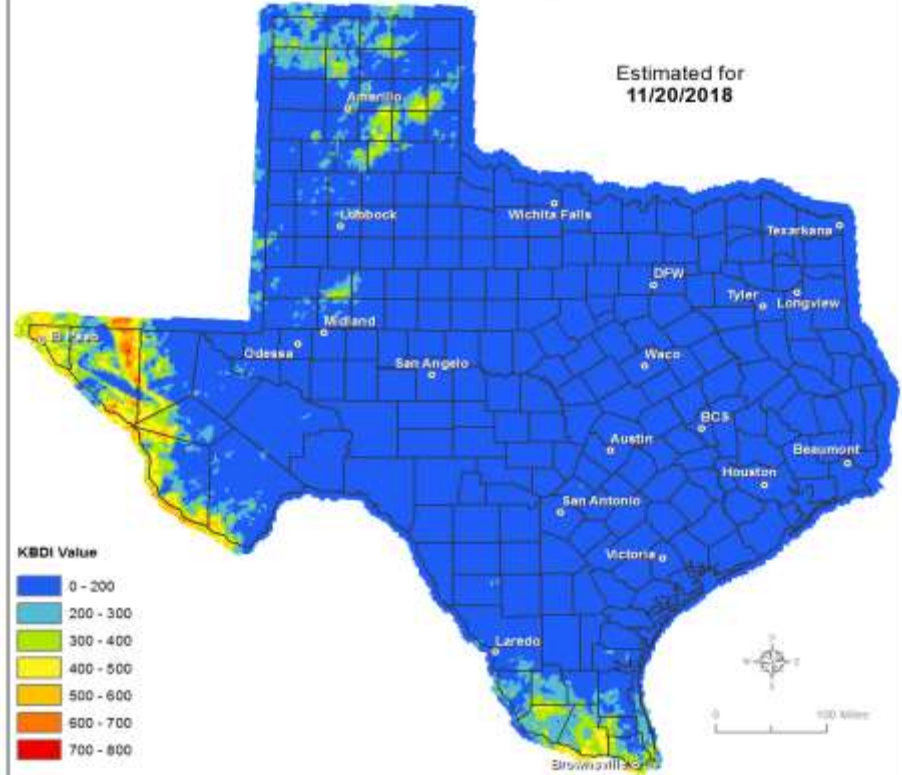 Estimated for
11/20/2018
Amarillo
Lubbock
Wichita Falls
Texarkana
DFW
Tyler
Longview
Midland
El Paso
Odessa
San Angelo
Waco
BCS
Austin
Beaumont
Houston
San Antonio
Victoria
Laredo
Brownsville
KBDI Value
0 - 200
200 - 300
300 - 400
400 - 500
500 - 600
600 - 700
700 - 800
0 100 Miles